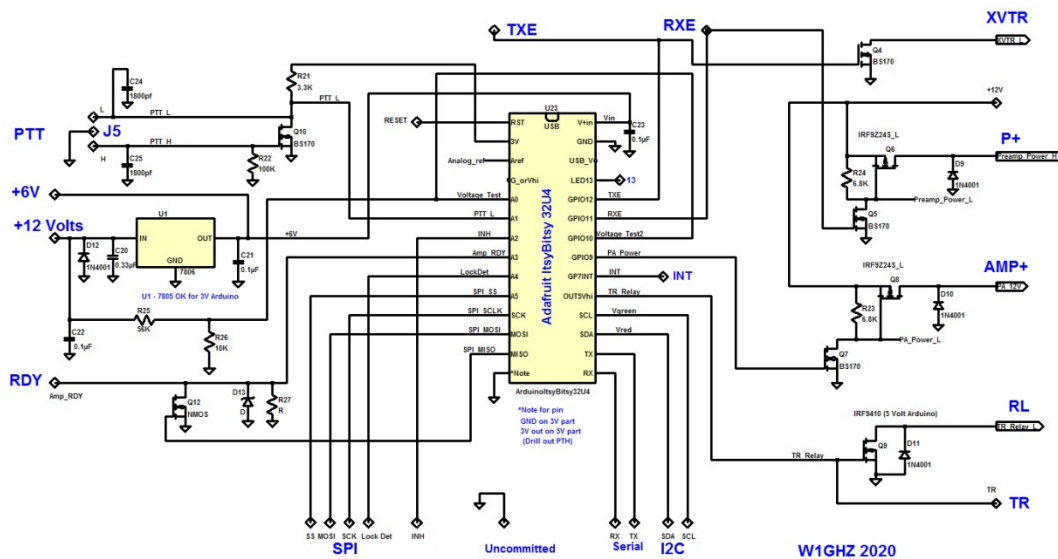 TXE
RXE
XVTR
XVTR_L
Q4
BS170
C24
1800pf
R21
3.3K
L
PTT_L
PTT_L
PTT
J5
Q10
BS170
PTT_H
H
C25
1800pf
R22
100K
+6V
+12 Volts
U1
IN
OUT
GND
7806
+6V
D12
1N4001
C20
0.33µF
C21
0.1µF
U1 - 7805 OK for 3V Arduino
C22
0.1µF
R25
56K
R26
10K
RDY
Amp_RDY
Q12
NMOS
D13
D
R27
R
RESET
Analog_ref
Voltage_Test
PTT_L
INH
Amp_RDY
LockDet
SPI_SS
SPI_SCLK
SPI_MOSI
SPI_MISO
U23
USB
RST
3V
Aref
G_orVhi
A0
A1
A2
A3
A4
A5
SCK
MOSI
MISO
*Note
Adafruit ItsyBitsy 32U4
V+in
GND
USB_V
LED13
GPIO12
GPIO11
GPIO10
GPIO9
GP7INT
OUT5Vhi
SCL
SDA
TX
RX
ArduinoItsyBitsy32U4
*Note for pin
GND on 3V part
3V out on 5V part
(Drill out PTH)
Vin
C23
0.1µF
13
TXE
RXE
Voltage Test2
PA_Power
INT
INT
TR_Relay
Vgreen
Vred
+12V
IRF9Z24S_L
Q6
P+
Preamp_Power_H
D9
1N4001
R24
6.8K
Preamp_Power_L
Q5
BS170
IRF9Z24S_L
Q8
AMP+
PA_12V
D10
1N4001
R23
6.8K
PA_Power_L
Q7
BS170
RL
IRF9410 (5 Volt Arduino)
TR_Relay_L
Q9
D11
1N4001
TR_Relay
TR
TR
SS MOSI SCK Lock Det INH
RX TX SDA SCL
SPI
Uncommitted
Serial
I2C
W1GHZ 2020